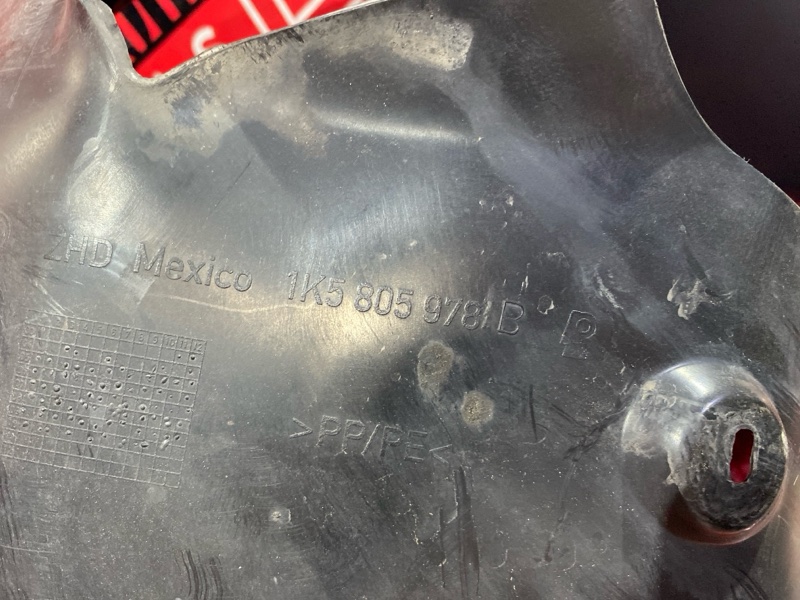 ZHD Mexico 1K5 805 978 B
>PP/PE<